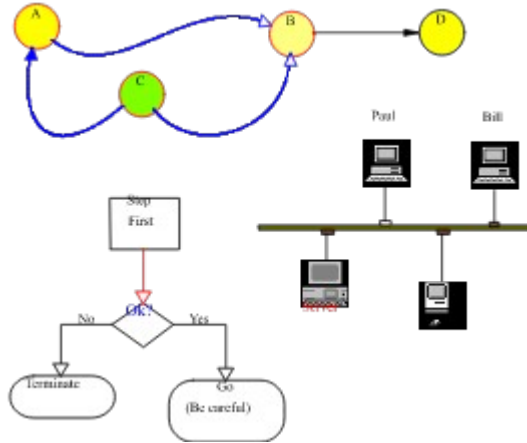 A
B
D
C
Paul
Bill
Step
First
Ok?
No
Yes
Server
Terminate
Go
(Be careful)